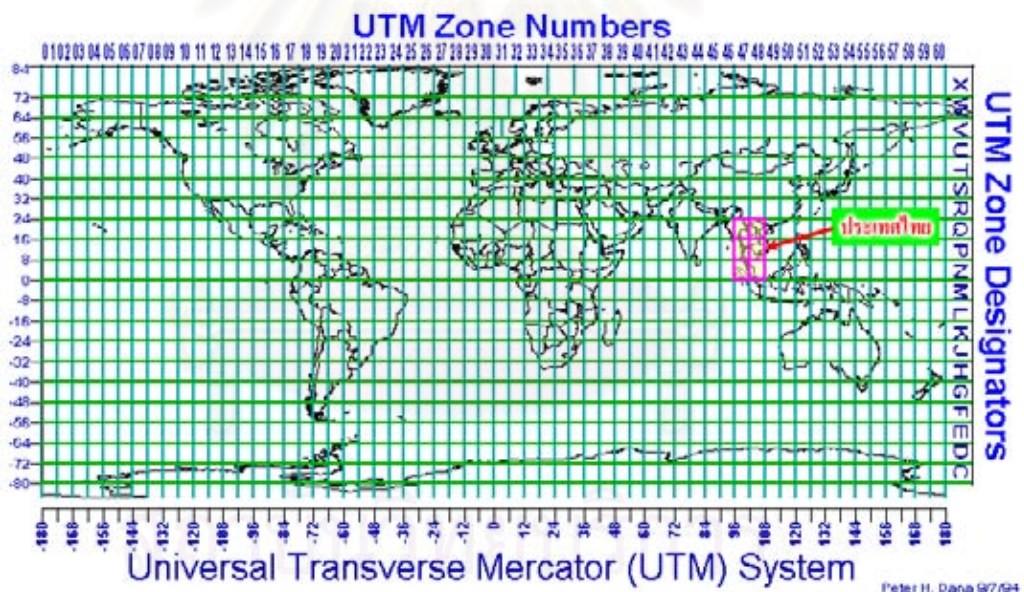 UTM Zone Numbers
01 02 03 04 05 06 07 08 09 10 11 12 13 14 15 16 17 18 19 20 21 22 23 24 25 26 27 28 29 30 31 32 33 34 35 36 37 38 39 40 41 42 43 44 45 46 47 48 49 50 51 52 53 54 55 56 57 58 59 60
84
72
64
56
48
40
32
24
16
8
0
-8
-16
-24
-32
-40
-48
-56
-64
-72
-80
X W V U T S R Q P N M L K J H G F E D C
UTM Zone Designators
ประเทศไทย
-180 -168 -156 -144 -132 -120 -108 -96 -84 -72 -60 -48 -36 -24 -12 0 12 24 36 48 60 72 84 96 108 120 132 144 156 168 180
Universal Transverse Mercator (UTM) System
Peter H. Dana 9/7/94